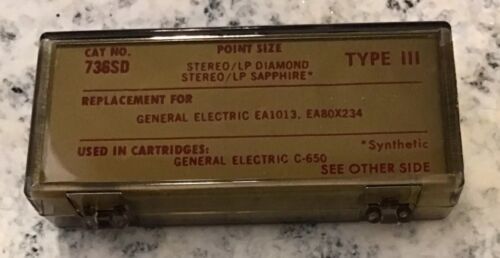 CAT NO. POINT SIZE TYPE III
736SD STEREO/LP DIAMOND
STEREO/LP SAPPHIRE*
REPLACEMENT FOR
GENERAL ELECTRIC EA1013, EA80X234
USED IN CARTRIDGES: *Synthetic
GENERAL ELECTRIC C-650
SEE OTHER SIDE